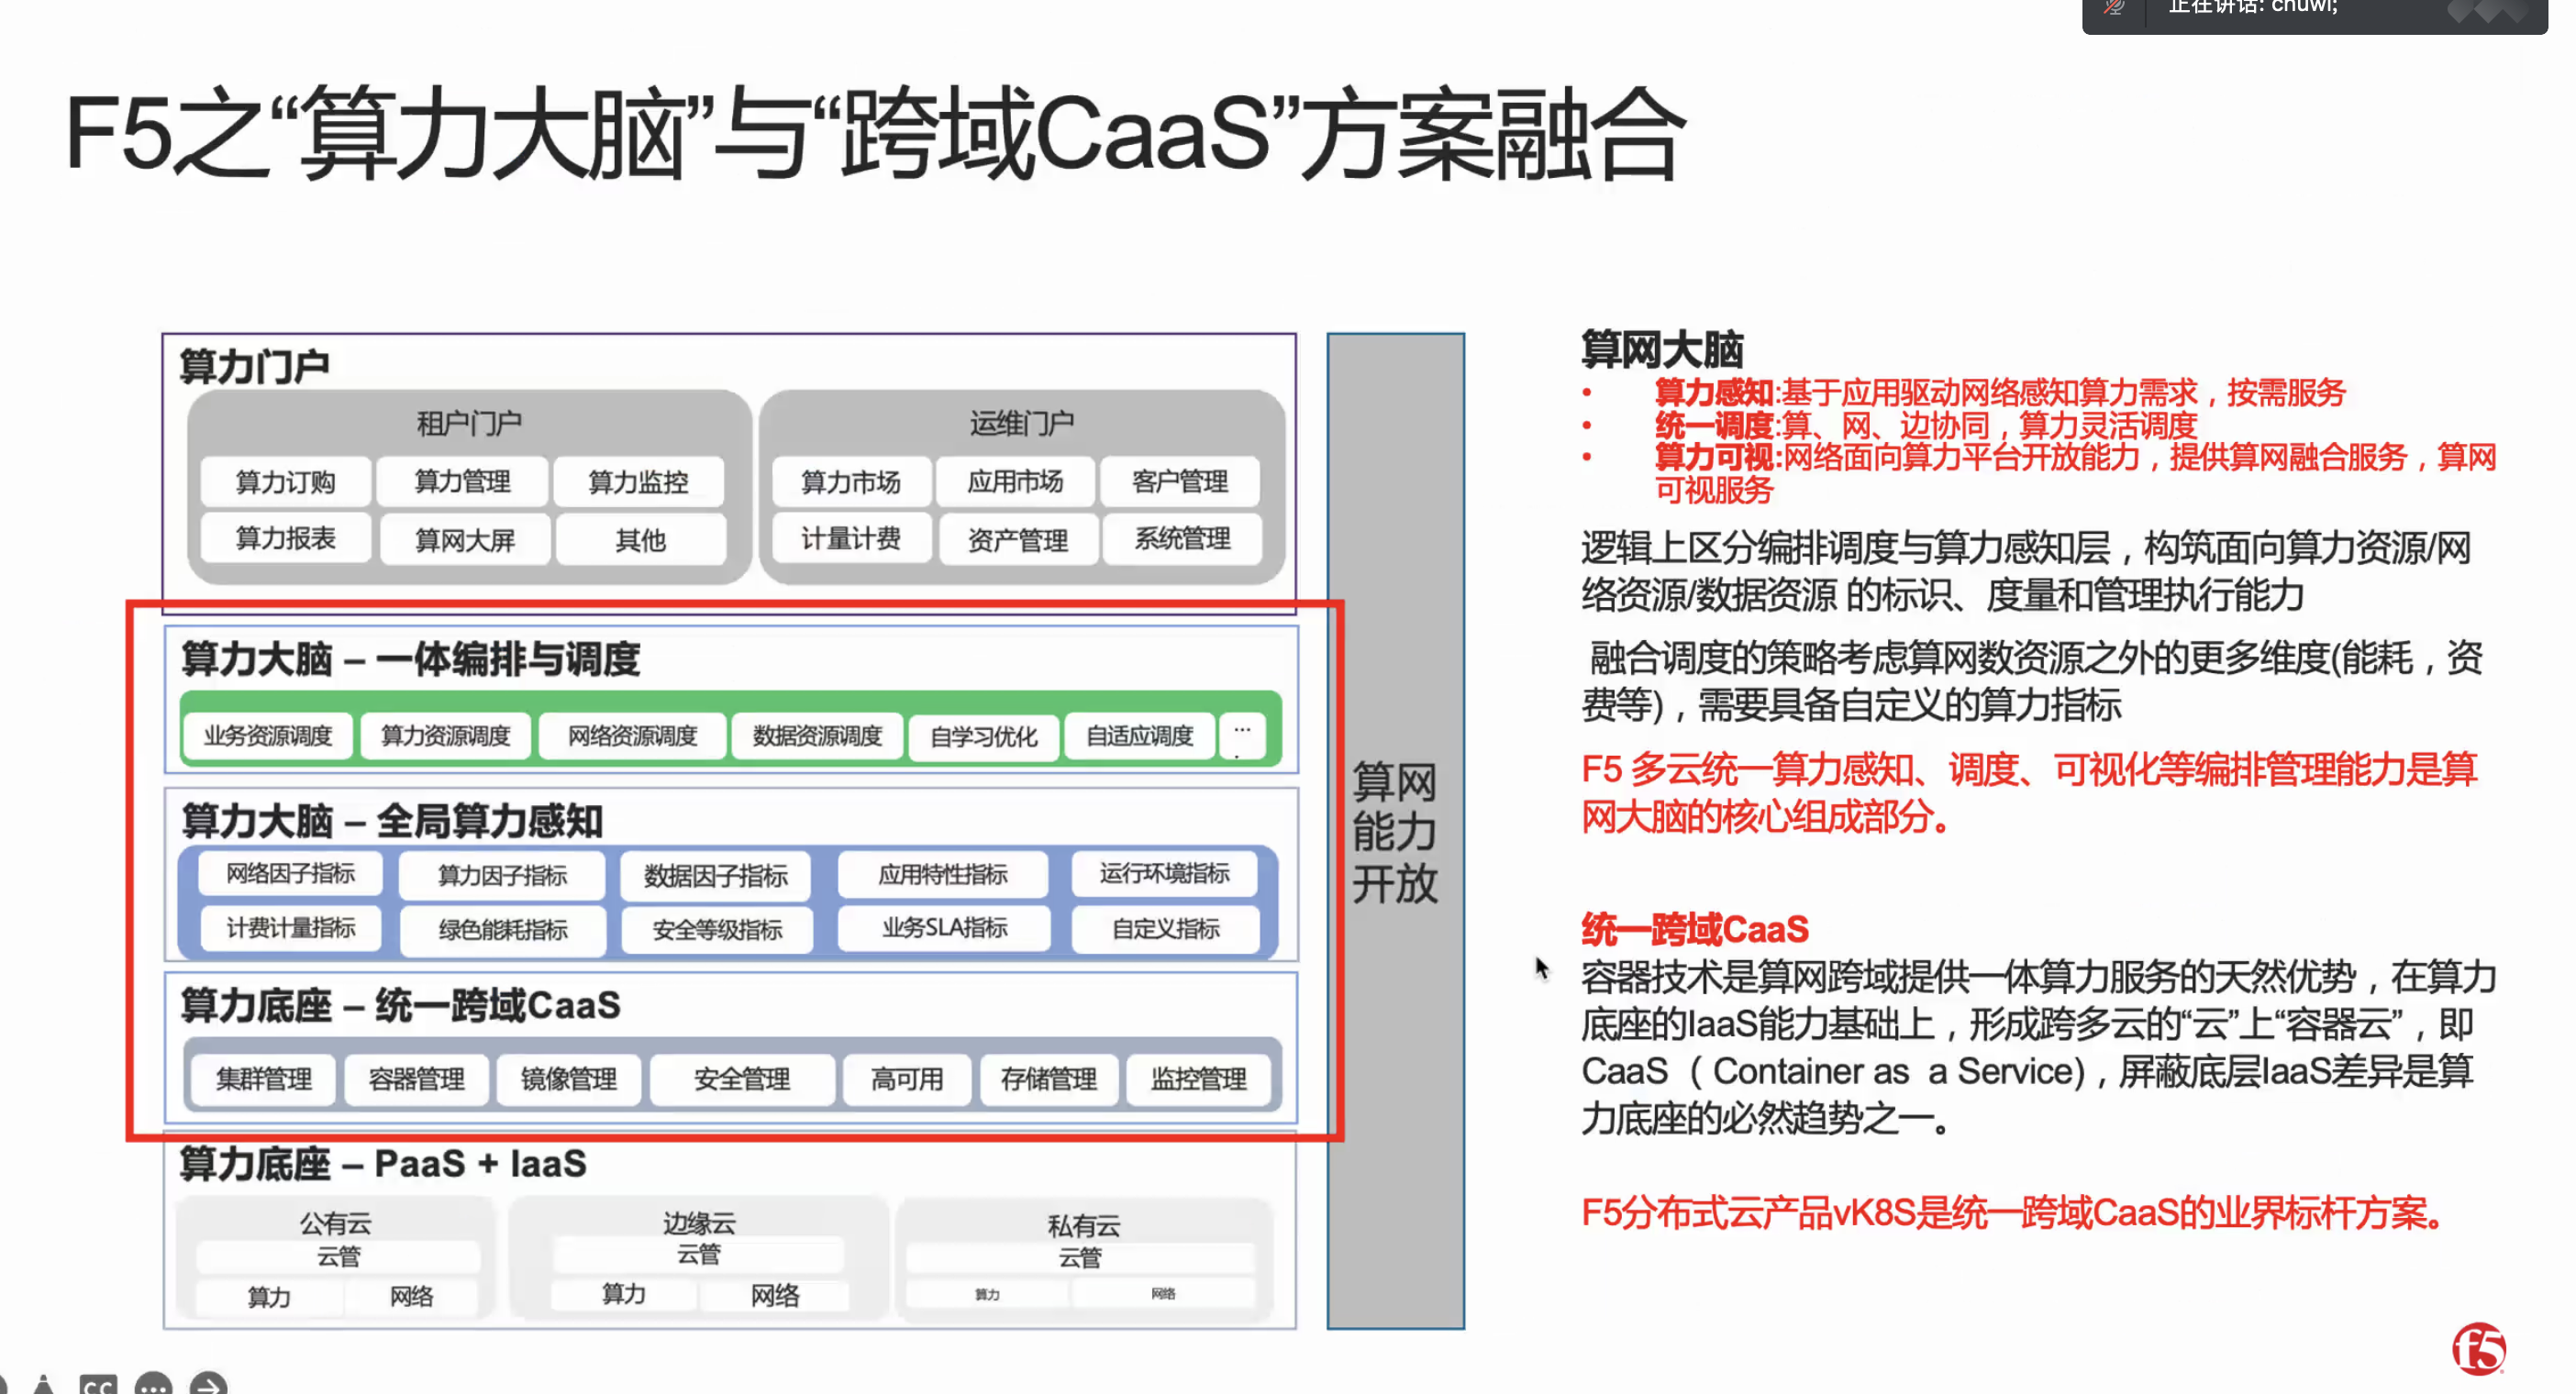 正在讲话: chuwi;
F5之“算力大脑”与“跨域CaaS”方案融合
算力门户
租户门户
算力订购 算力管理 算力监控
算力报表 算网大屏 其他
运维门户
算力市场 应用市场 客户管理
计量计费 资产管理 系统管理
算力大脑 – 一体编排与调度
业务资源调度 算力资源调度 网络资源调度 数据资源调度 自学习优化 自适应调度 ...
.
算力大脑 – 全局算力感知
网络因子指标 算力因子指标 数据因子指标 应用特性指标 运行环境指标
计费计量指标 绿色能耗指标 安全等级指标 业务SLA指标 自定义指标
算力底座 – 统一跨域CaaS
集群管理 容器管理 镜像管理 安全管理 高可用 存储管理 监控管理
算力底座 – PaaS + IaaS
公有云
云管
算力 网络
边缘云
云管
算力 网络
私有云
云管
算力 网络
算网
能力
开放
算网大脑
• 算力感知:基于应用驱动网络感知算力需求，按需服务
• 统一调度:算、网、边协同，算力灵活调度
• 算力可视:网络面向算力平台开放能力，提供算网融合服务，算网
可视服务
逻辑上区分编排调度与算力感知层，构筑面向算力资源/网
络资源/数据资源 的标识、度量和管理执行能力
融合调度的策略考虑算网数资源之外的更多维度(能耗，资
费等)，需要具备自定义的算力指标
F5 多云统一算力感知、调度、可视化等编排管理能力是算
网大脑的核心组成部分。
统一跨域CaaS
容器技术是算网跨域提供一体算力服务的天然优势，在算力
底座的IaaS能力基础上，形成跨多云的“云”上“容器云”，即
CaaS（ Container as a Service)，屏蔽底层IaaS差异是算
力底座的必然趋势之一。
F5分布式云产品vK8S是统一跨域CaaS的业界标杆方案。
f5
CC